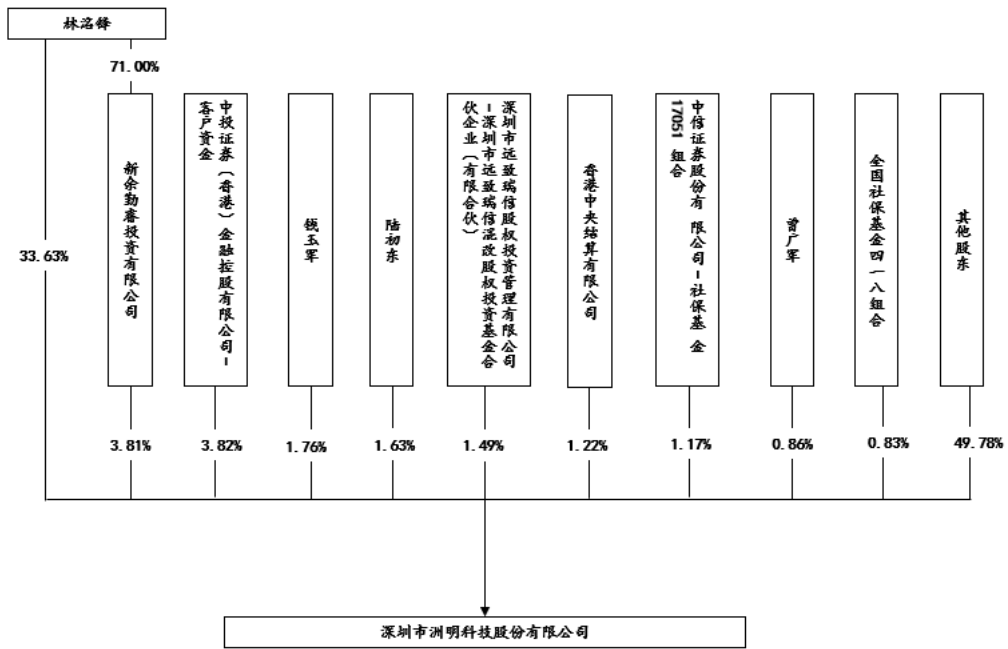 林洺锋
71.00%
33.63%
新余勤睿投资有限公司
中投证券（香港）金融控股有限公司-
客户资金
钱玉军
陆初东
深圳市远致瑞信股权投资管理有限公司
-深圳市远致瑞信混改股权投资基金合
伙企业（有限合伙）
香港中央结算有限公司
中信证券股份有 限公司-社保基 金
17051 组合
曾广军
全国社保基金四一八组合
其他股东
3.81%
3.82%
1.76%
1.63%
1.49%
1.22%
1.17%
0.86%
0.83%
49.78%
深圳市洲明科技股份有限公司